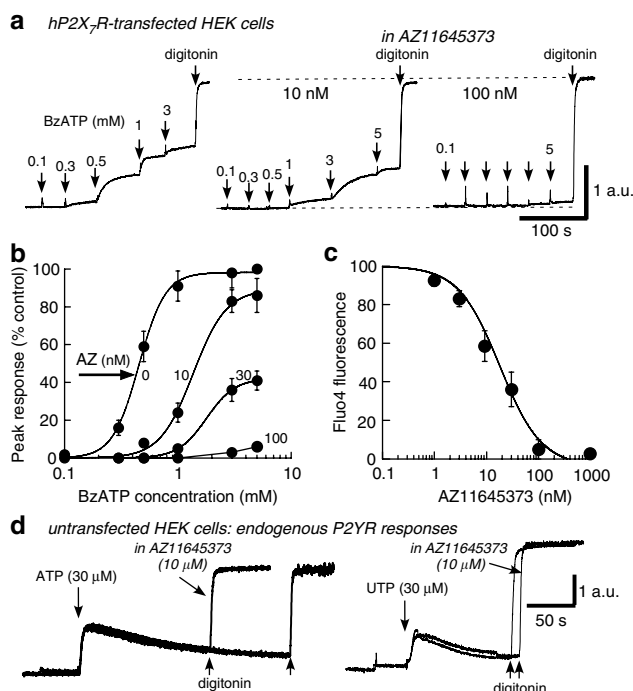 a hP2X7R-transfected HEK cells
in AZ11645373
digitonin digitonin digitonin
10 nM 100 nM
BzATP (mM)
3
1 5
0.5 3 0.1 5
0.3 1
0.1 0.3 0.5
0.1
1 a.u.
100 s
b c
Peak response (% control)
100
80
60
40
20
0
AZ (nM)
0 10 30
100
0.1 1 10
BzATP concentration (mM)
Fluo4 fluorescence
100
80
60
40
20
0
0.1 1 10 100 1000
AZ11645373 (nM)
d untransfected HEK cells: endogenous P2YR responses
in AZ11645373
(10 μM)
ATP (30 μM)
digitonin
in AZ11645373
(10 μM)
UTP (30 μM)
1 a.u.
50 s
digitonin